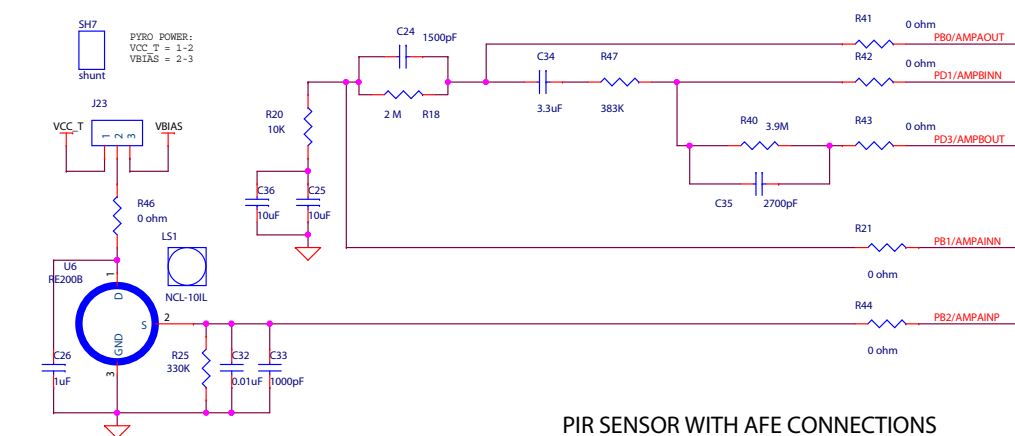 SH7
shunt
PYRO POWER:
VCC_T = 1-2
VBIAS = 2-3
J23
VCC_T
VBIAS
1
2
3
R46
0 ohm
LS1
NCL-10IL
U6
RE200B
1
D
S
2
GND
3
C26
1uF
R25
330K
C32
0.01uF
C33
1000pF
R20
10K
C36
10uF
C25
10uF
C24
1500pF
2 M
R18
C34
3.3uF
R47
383K
R40
3.9M
C35
2700pF
R41
0 ohm
PB0/AMPAOUT
R42
0 ohm
PD1/AMPBINN
R43
0 ohm
PD3/AMPBOUT
R21
0 ohm
PB1/AMPAINN
R44
0 ohm
PB2/AMPAINP
PIR SENSOR WITH AFE CONNECTIONS